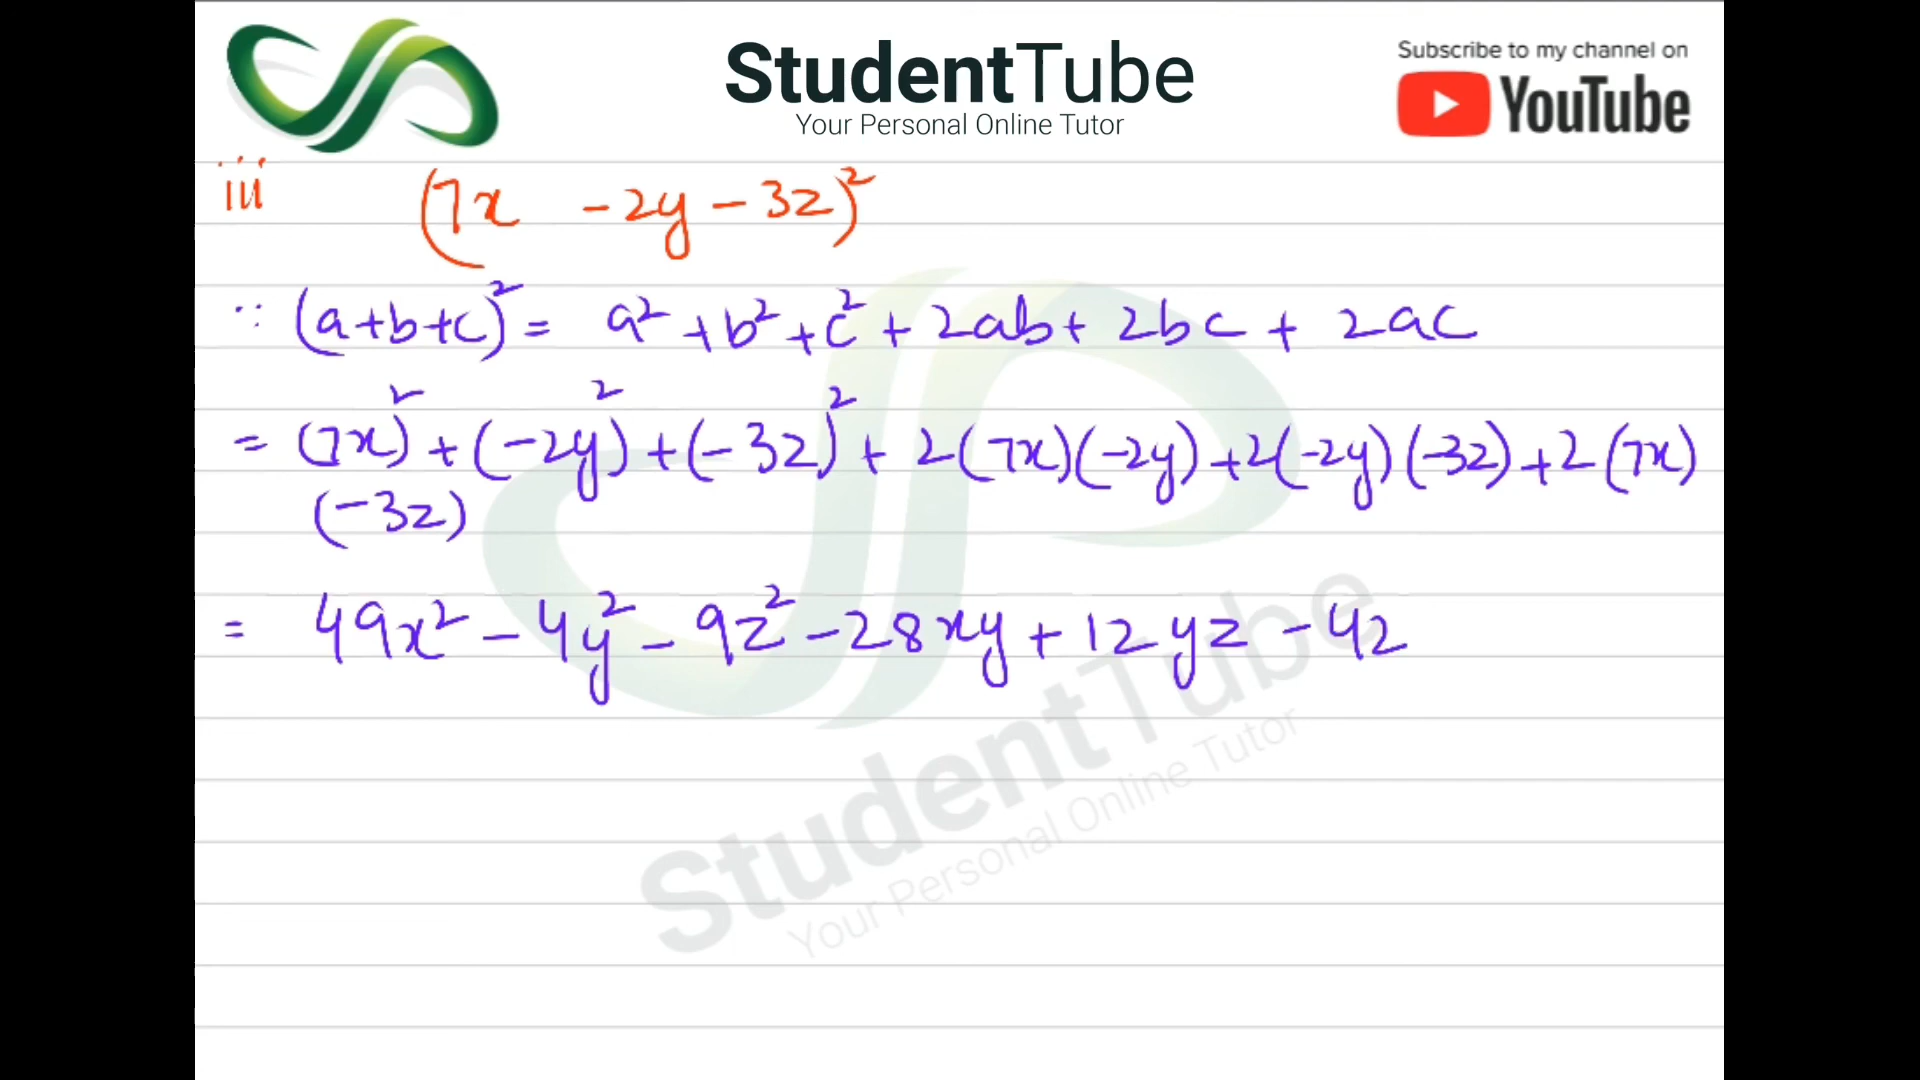 StudentTube
Your Personal Online Tutor
Subscribe to my channel on
YouTube
iii (7x -2y -3z)²
∵ (a+b+c)² = a² +b² +c² + 2ab+ 2bc + 2ac
= (7x)² +(-2y)² +(-3z)² + 2(7x)(-2y)+2(-2y)(-3z)+2(7x)
(-3z)
= 49x² - 4y² - 9z² -28xy +12yz -42
StudentTube
Your Personal Online Tutor